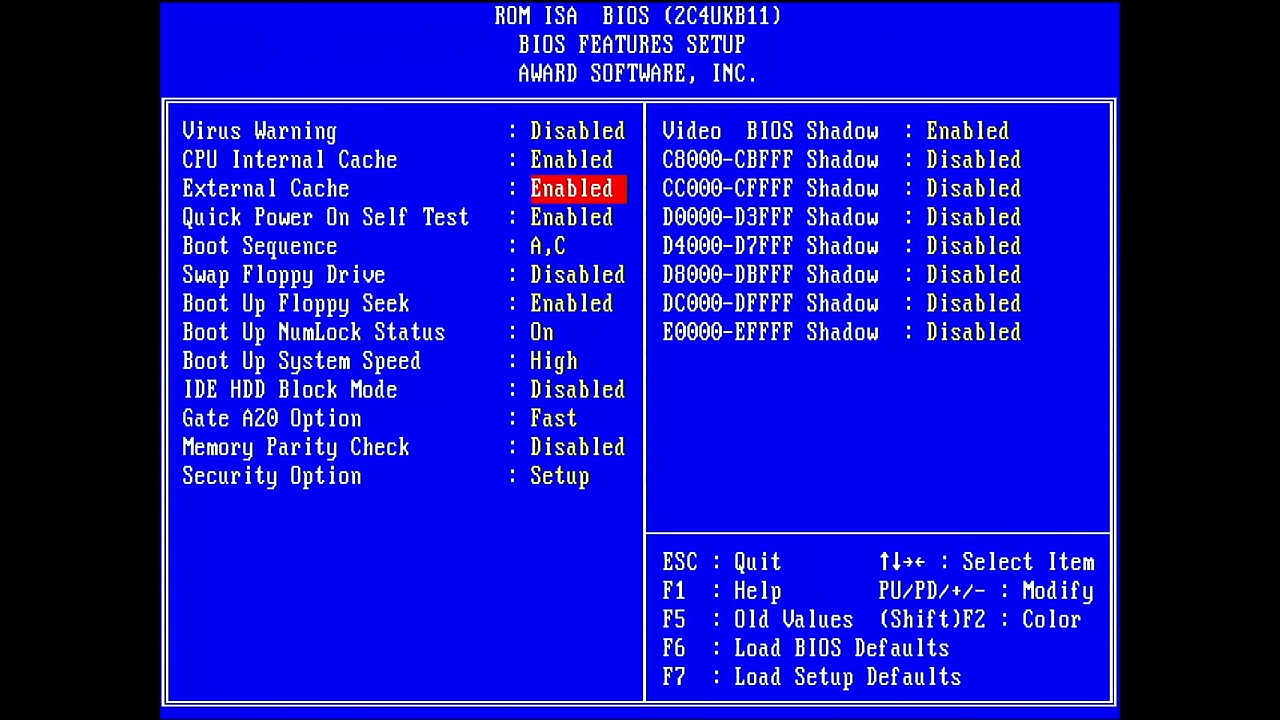 ROM ISA BIOS (2C4UKB11)
BIOS FEATURES SETUP
AWARD SOFTWARE, INC.
Virus Warning : Disabled
CPU Internal Cache : Enabled
External Cache : Enabled
Quick Power On Self Test : Enabled
Boot Sequence : A,C
Swap Floppy Drive : Disabled
Boot Up Floppy Seek : Enabled
Boot Up NumLock Status : On
Boot Up System Speed : High
IDE HDD Block Mode : Disabled
Gate A20 Option : Fast
Memory Parity Check : Disabled
Security Option : Setup
Video BIOS Shadow : Enabled
C8000-CBFFF Shadow : Disabled
CC000-CFFFF Shadow : Disabled
D0000-D3FFF Shadow : Disabled
D4000-D7FFF Shadow : Disabled
D8000-DBFFF Shadow : Disabled
DC000-DFFFF Shadow : Disabled
E0000-EFFFF Shadow : Disabled
ESC : Quit ↑↓→← : Select Item
F1 : Help PU/PD/+/- : Modify
F5 : Old Values (Shift)F2 : Color
F6 : Load BIOS Defaults
F7 : Load Setup Defaults